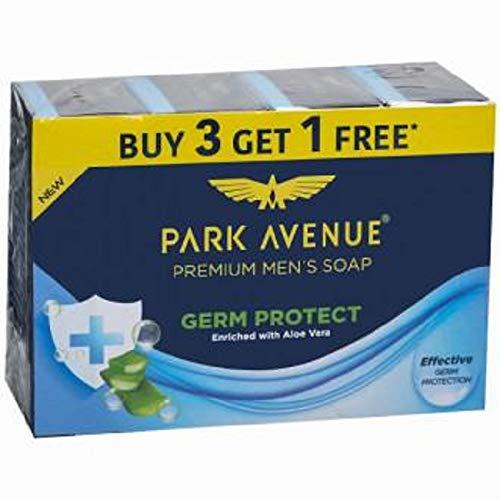 BUY 3 GET 1 FREE*
NEW
PARK AVENUE®
PREMIUM MEN'S SOAP
GERM PROTECT
Enriched with Aloe Vera
Effective
GERM
PROTECTION